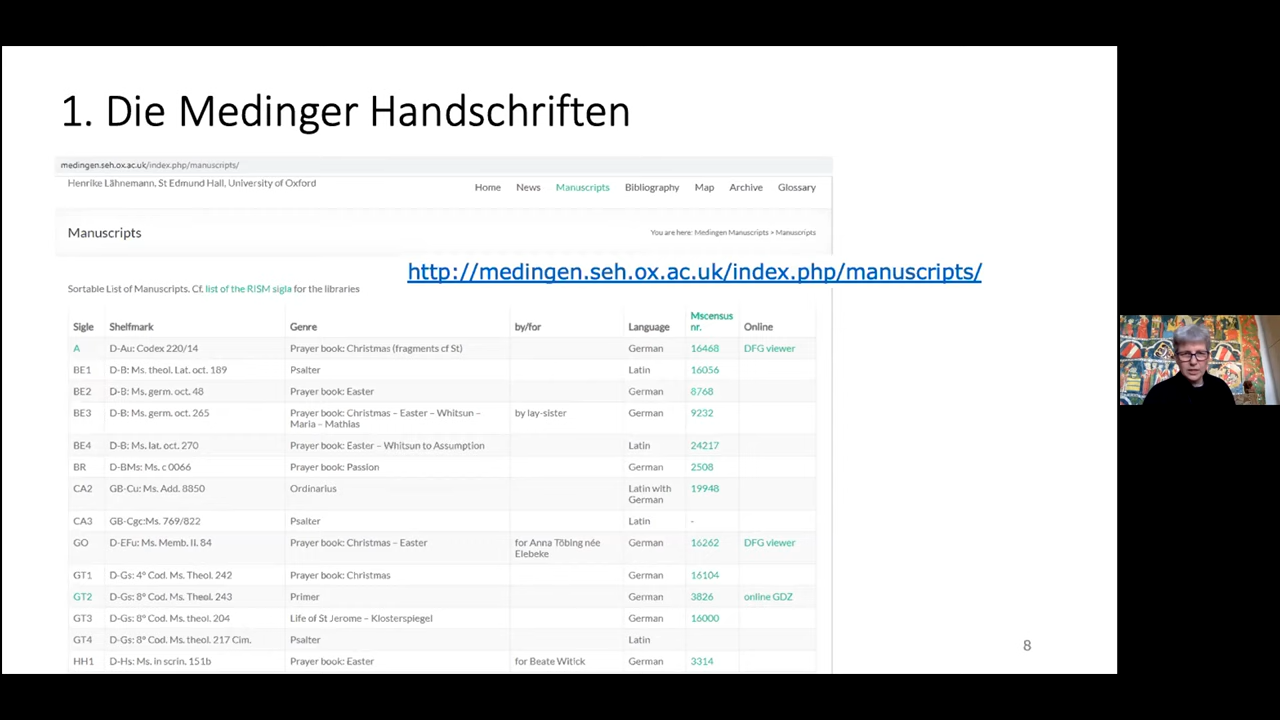 1. Die Medinger Handschriften
medingen.seh.ox.ac.uk/index.php/manuscripts/
Henrike Lähnemann, St Edmund Hall, University of Oxford
Home News Manuscripts Bibliography Map Archive Glossary
Manuscripts
You are here: Medingen Manuscripts > Manuscripts
http://medingen.seh.ox.ac.uk/index.php/manuscripts/
Sortable List of Manuscripts. Cf. list of the RISM sigla for the libraries
Sigle Shelfmark Genre by/for Language Mscensus nr. Online
A D-Au: Codex 220/14 Prayer book: Christmas (fragments cf St) German 16468 DFG viewer
BE1 D-B: Ms. theol. Lat. oct. 189 Psalter Latin 16056
BE2 D-B: Ms. germ. oct. 48 Prayer book: Easter German 8768
BE3 D-B: Ms. germ. oct. 265 Prayer book: Christmas – Easter – Whitsun – Maria – Mathias by lay-sister German 9232
BE4 D-B: Ms. lat. oct. 270 Prayer book: Easter – Whitsun to Assumption Latin 24217
BR D-BMs: Ms. c 0066 Prayer book: Passion German 2508
CA2 GB-Cu: Ms. Add. 8850 Ordinarius Latin with German 19948
CA3 GB-Cgc:Ms. 769/822 Psalter Latin -
GO D-EFu: Ms. Memb. II. 84 Prayer book: Christmas – Easter for Anna Töbing née Elebeke German 16262 DFG viewer
GT1 D-Gs: 4° Cod. Ms. Theol. 242 Prayer book: Christmas German 16104
GT2 D-Gs: 8° Cod. Ms. Theol. 243 Primer German 3826 online GDZ
GT3 D-Gs: 8° Cod. Ms. theol. 204 Life of St Jerome – Klosterspiegel German 16000
GT4 D-Gs: 8° Cod. Ms. theol. 217 Cim. Psalter Latin
HH1 D-Hs: Ms. in scrin. 151b Prayer book: Easter for Beate Witick German 3314
8